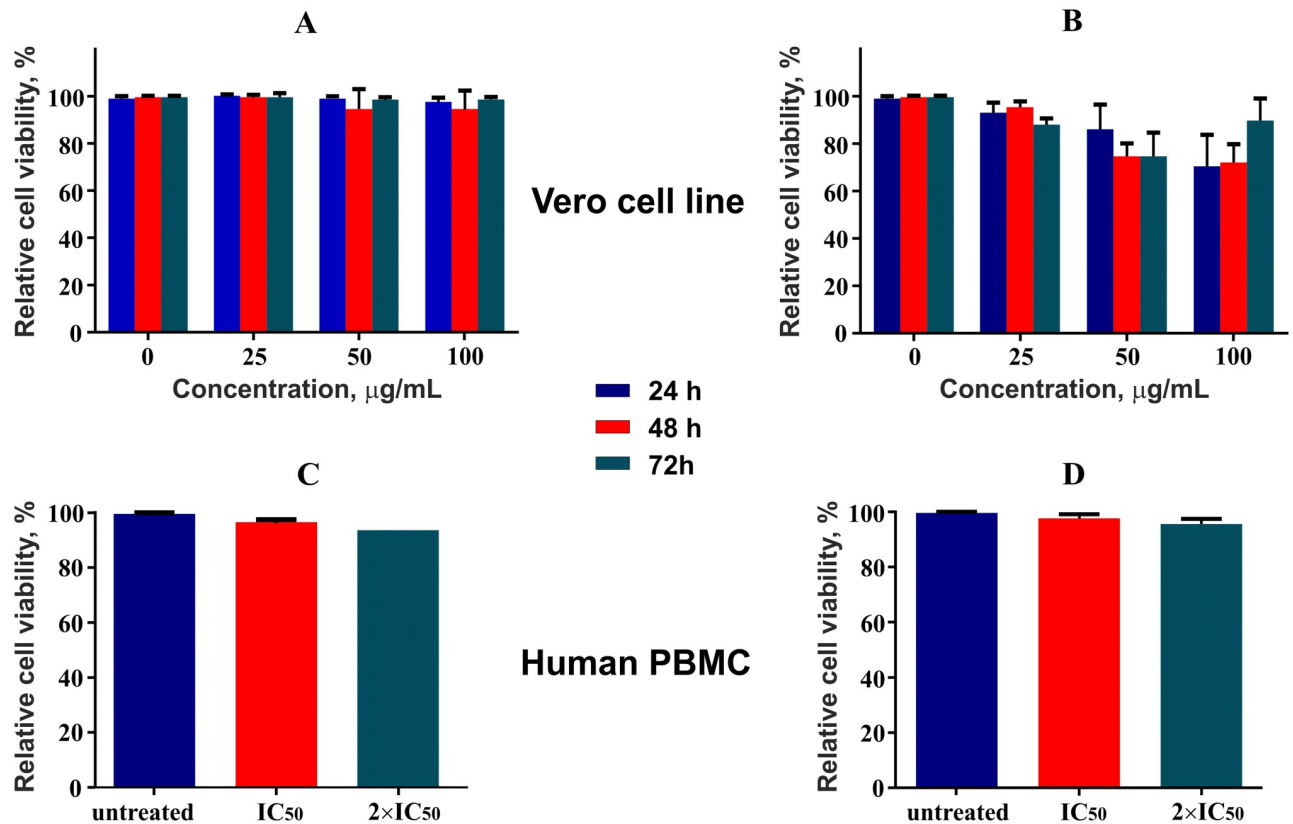 A
Relative cell viability, %
100
80
60
40
20
0
0 25 50 100
Concentration, μg/mL
B
Relative cell viability, %
100
80
60
40
20
0
0 25 50 100
Concentration, μg/mL
Vero cell line
24 h
48 h
72h
C
Relative cell viability, %
100
80
60
40
20
0
untreated IC50 2×IC50
D
Relative cell viability, %
100
80
60
40
20
0
untreated IC50 2×IC50
Human PBMC